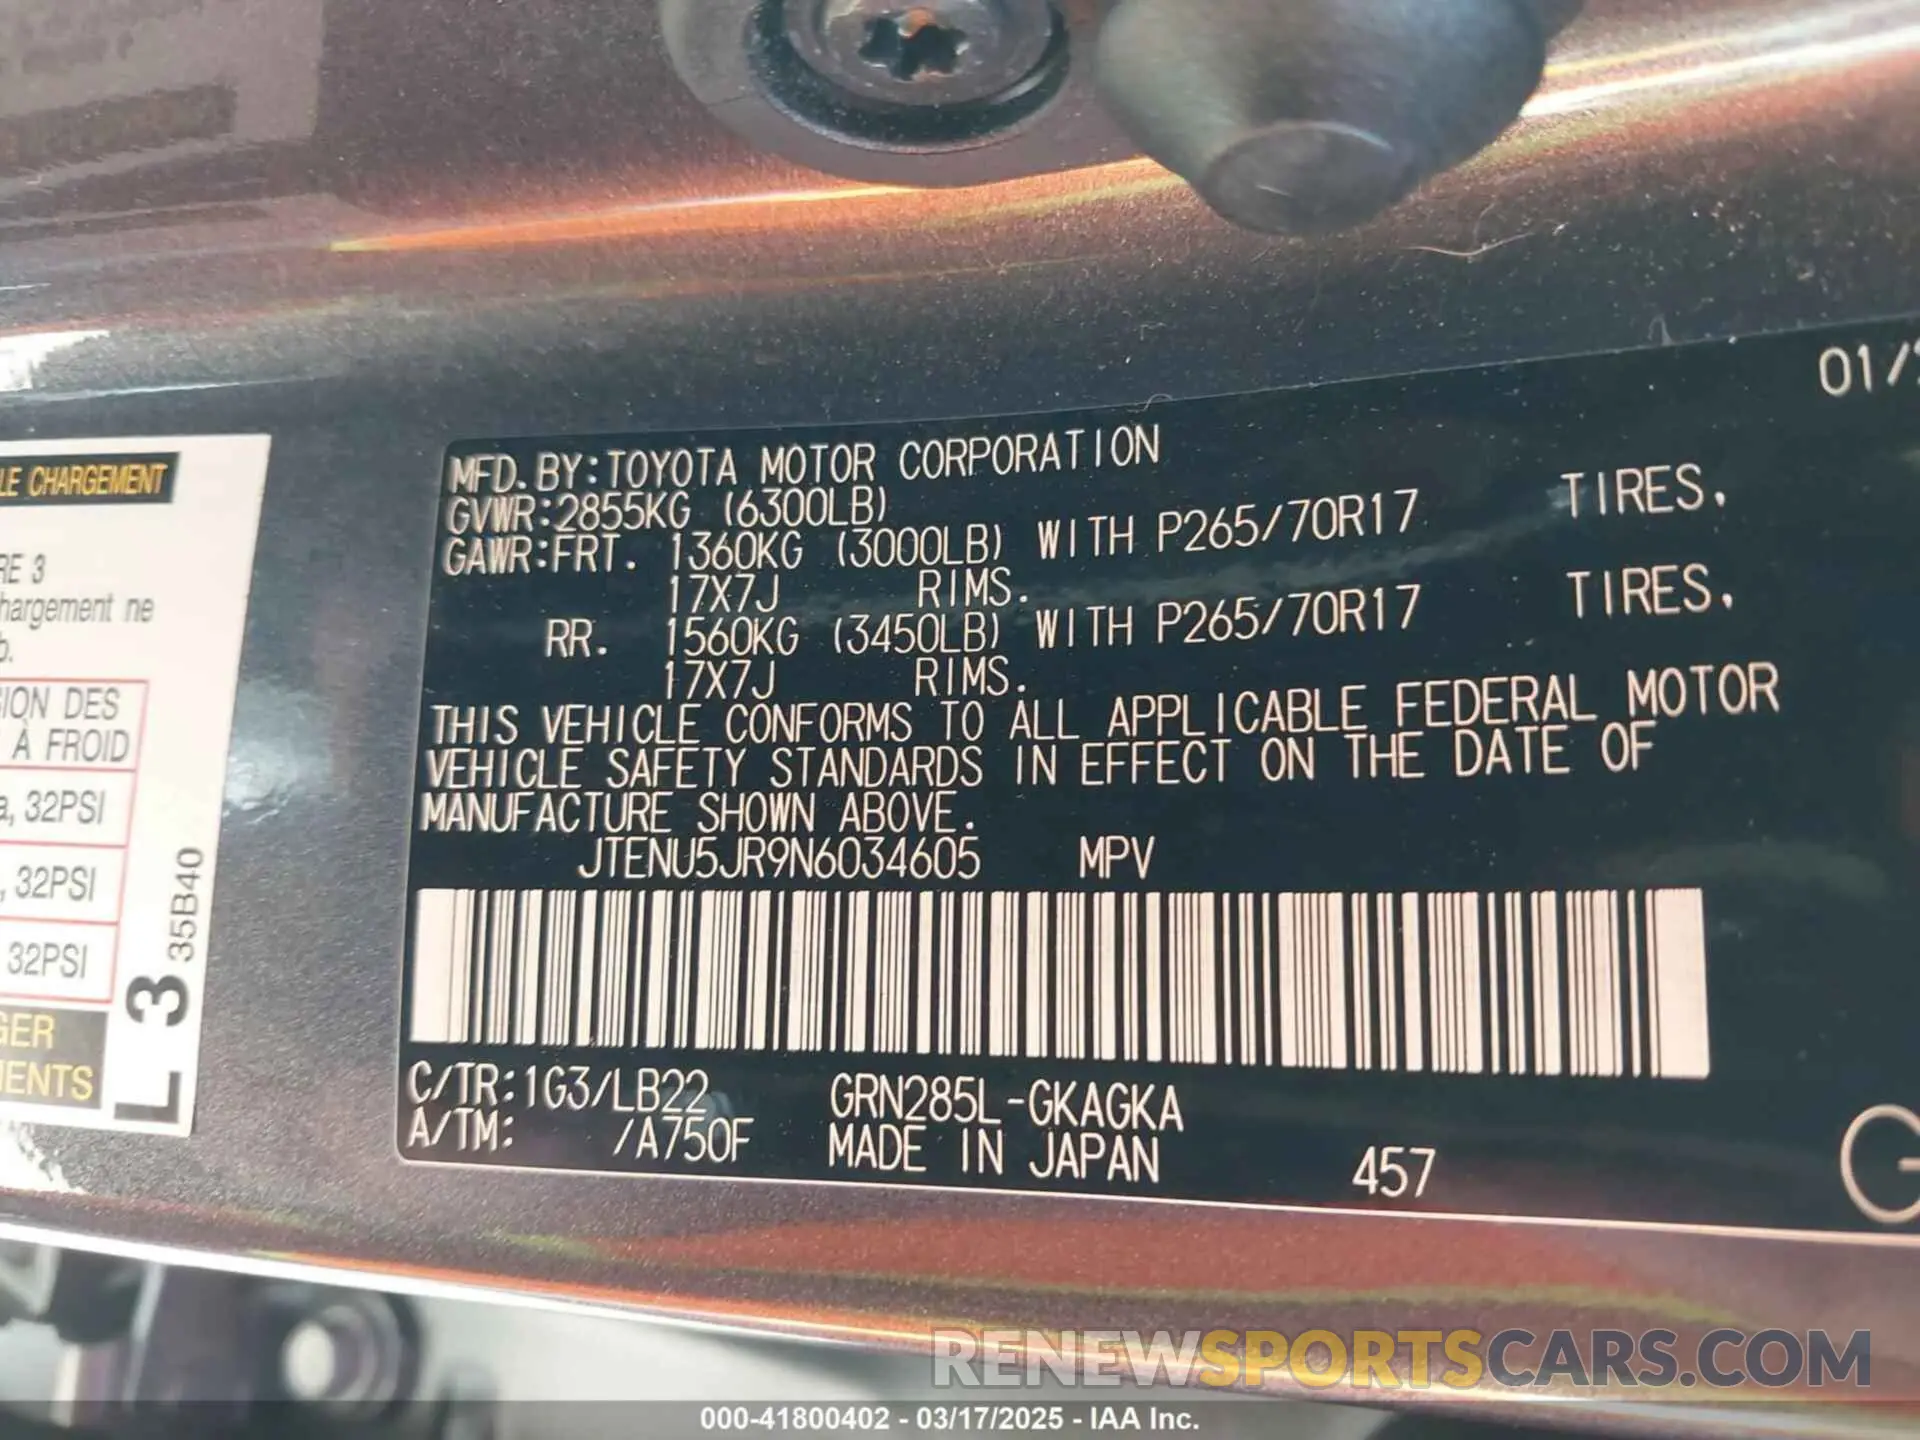 01/
MFD. BY:TOYOTA MOTOR CORPORATION
GVWR:2855KG (6300LB)
GAWR:FRT. 1360KG (3000LB) WITH P265/70R17 TIRES,
17X7J RIMS.
RR. 1560KG (3450LB) WITH P265/70R17 TIRES,
17X7J RIMS.
THIS VEHICLE CONFORMS TO ALL APPLICABLE FEDERAL MOTOR
VEHICLE SAFETY STANDARDS IN EFFECT ON THE DATE OF
MANUFACTURE SHOWN ABOVE.
JTENU5JR9N6034605 MPV
C/TR:1G3/LB22 GRN285L-GKAGKA
A/TM: /A750F MADE IN JAPAN 457
G
LE CHARGEMENT
RE 3
hargement ne
b.
ION DES
À FROID
a, 32PSI
, 32PSI
32PSI
GER
MENTS
L 3 35B40
RENEWSPORTSCARS.COM
000-41800402 - 03/17/2025 - IAA Inc.